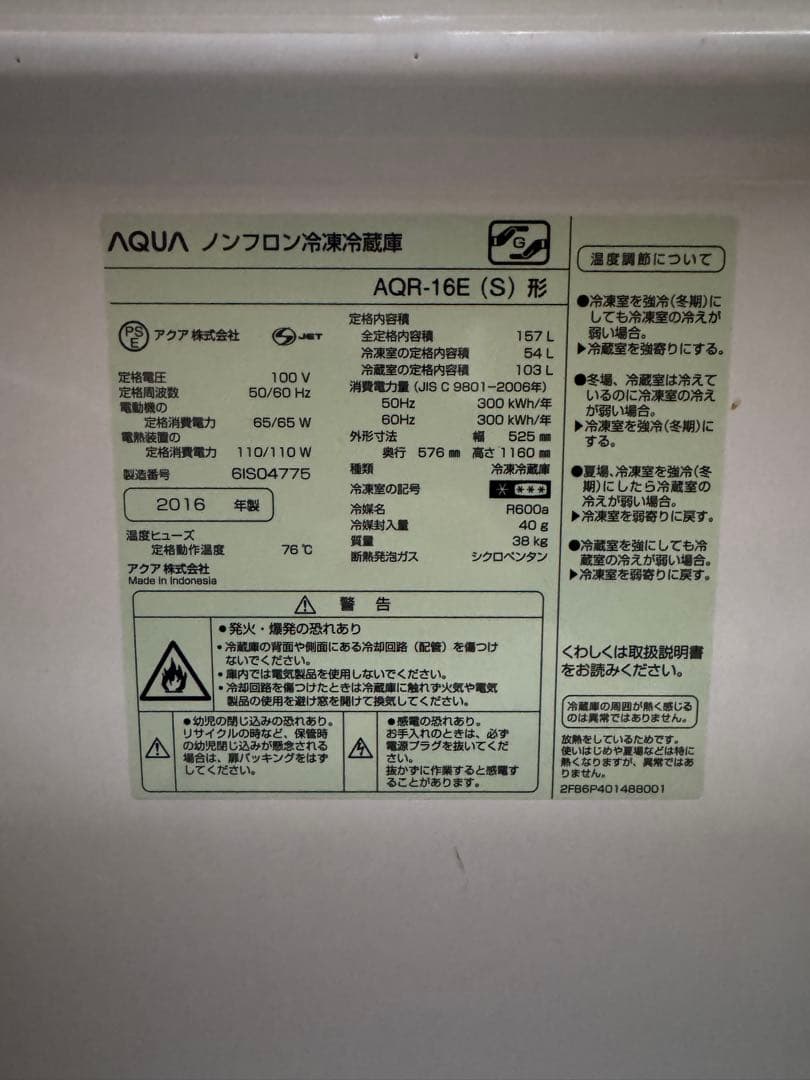 AQUA ノンフロン冷凍冷蔵庫
G
AQR-16E (S) 形
PSE アクア 株式会社
S JET
定格電圧 100 V
定格周波数 50/60 Hz
電動機の
定格消費電力 65/65 W
電熱装置の
定格消費電力 110/110 W
製造番号 6IS04775
2016 年製
温度ヒューズ
定格動作温度 76 ℃
アクア 株式会社
Made in Indonesia
定格内容積
全定格内容積 157 L
冷凍室の定格内容積 54 L
冷蔵室の定格内容積 103 L
消費電力量 (JIS C 9801-2006年)
50Hz 300 kWh/年
60Hz 300 kWh/年
外形寸法 幅 525 ㎜
奥行 576 ㎜ 高さ 1160 ㎜
種類 冷凍冷蔵庫
冷凍室の記号 * ***
冷媒名 R600a
冷媒封入量 40 g
質量 38 kg
断熱発泡ガス シクロペンタン
⚠ 警 告
●発火・爆発の恐れあり
・冷蔵庫の背面や側面にある冷却回路（配管）を傷つけ
ないでください。
・庫内では電気製品を使用しないでください。
・冷却回路を傷つけたときは冷蔵庫に触れず火気や電気
製品の使用を避け窓を開けて換気してください。
●幼児の閉じ込みの恐れあり。
リサイクルの時など、保管時
の幼児閉じ込みが懸念される
場合は、扉パッキングをはず
してください。
●感電の恐れあり。
お手入れのときは、必ず
電源プラグを抜いてくだ
さい。
抜かずに作業すると感電す
ることがあります。
温度調節について
●冷凍室を強冷(冬期)に
しても冷凍室の冷えが
弱い場合。
▶冷蔵室を強寄りにする。
●冬場、冷蔵室は冷えて
いるのに冷凍室の冷え
が弱い場合。
▶冷凍室を強冷(冬期)に
する。
●夏場、冷凍室を強冷(冬
期)にしたら冷蔵室の
冷えが弱い場合。
▶冷凍室を弱寄りに戻す。
●冷蔵室を強にしても冷
蔵室の冷えが弱い場合。
▶冷凍室を弱寄りに戻す。
くわしくは取扱説明書
をお読みください。
冷蔵庫の周囲が熱く感じる
のは異常ではありません。
放熱をしているためです。
使いはじめや夏場などは特に
熱くなりますが、異常ではあ
りません。
2FB6P401488001